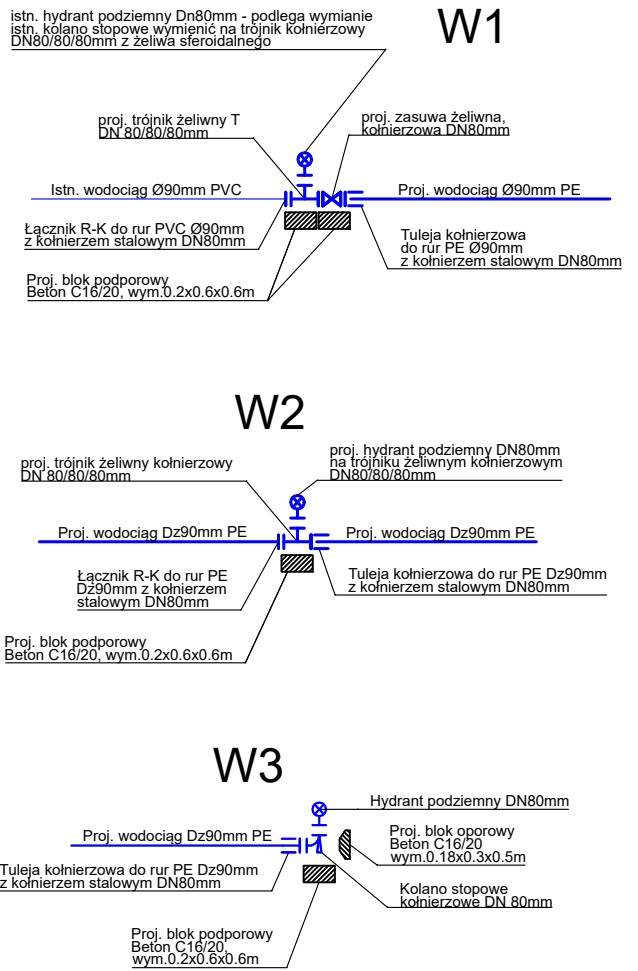 W1
istn. hydrant podziemny Dn80mm - podlega wymianie
istn. kolano stopowe wymienić na trójnik kołnierzowy
DN80/80/80mm z żeliwa sferoidalnego
proj. trójnik żeliwny T
DN 80/80/80mm
proj. zasuwa żeliwna,
kołnierzowa DN80mm
Istn. wodociąg Ø90mm PVC
Proj. wodociąg Ø90mm PE
Łącznik R-K do rur PVC Ø90mm
z kołnierzem stalowym DN80mm
Tuleja kołnierzowa
do rur PE Ø90mm
z kołnierzem stalowym DN80mm
Proj. blok podporowy
Beton C16/20, wym.0.2x0.6x0.6m
W2
proj. trójnik żeliwny kołnierzowy
DN 80/80/80mm
proj. hydrant podziemny DN80mm
na trójniku żeliwnym kołnierzowym
DN80/80/80mm
Proj. wodociąg Dz90mm PE
Proj. wodociąg Dz90mm PE
Łącznik R-K do rur PE
Dz90mm z kołnierzem
stalowym DN80mm
Tuleja kołnierzowa do rur PE Dz90mm
z kołnierzem stalowym DN80mm
Proj. blok podporowy
Beton C16/20, wym.0.2x0.6x0.6m
W3
Hydrant podziemny DN80mm
Proj. wodociąg Dz90mm PE
Proj. blok oporowy
Beton C16/20
wym.0.18x0.3x0.5m
Tuleja kołnierzowa do rur PE Dz90mm
z kołnierzem stalowym DN80mm
Kolano stopowe
kołnierzowe DN 80mm
Proj. blok podporowy
Beton C16/20,
wym.0.2x0.6x0.6m